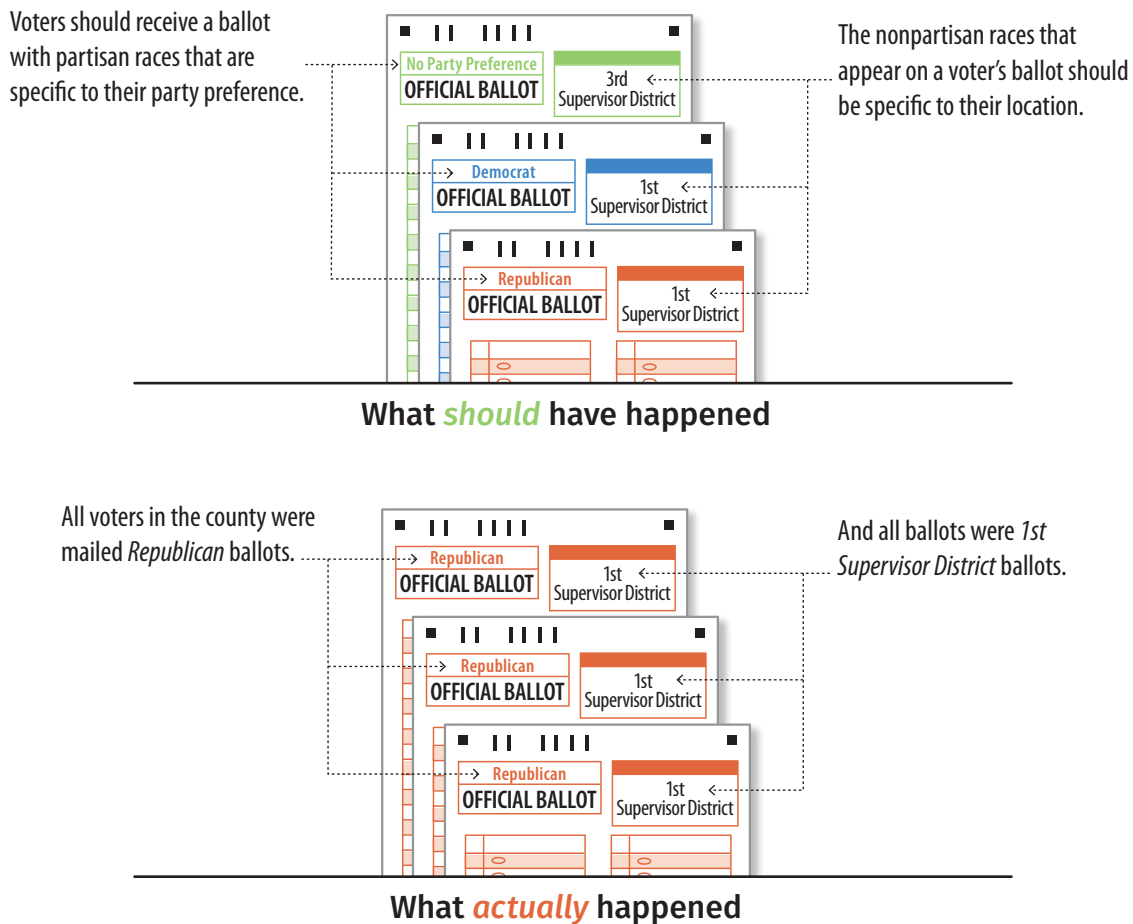 Voters should receive a ballot
with partisan races that are
specific to their party preference.
No Party Preference
OFFICIAL BALLOT
3rd
Supervisor District
The nonpartisan races that
appear on a voter’s ballot should
be specific to their location.
Democrat
OFFICIAL BALLOT
1st
Supervisor District
Republican
OFFICIAL BALLOT
1st
Supervisor District
What should have happened
All voters in the county were
mailed Republican ballots.
Republican
OFFICIAL BALLOT
1st
Supervisor District
And all ballots were 1st
Supervisor District ballots.
Republican
OFFICIAL BALLOT
1st
Supervisor District
Republican
OFFICIAL BALLOT
1st
Supervisor District
What actually happened